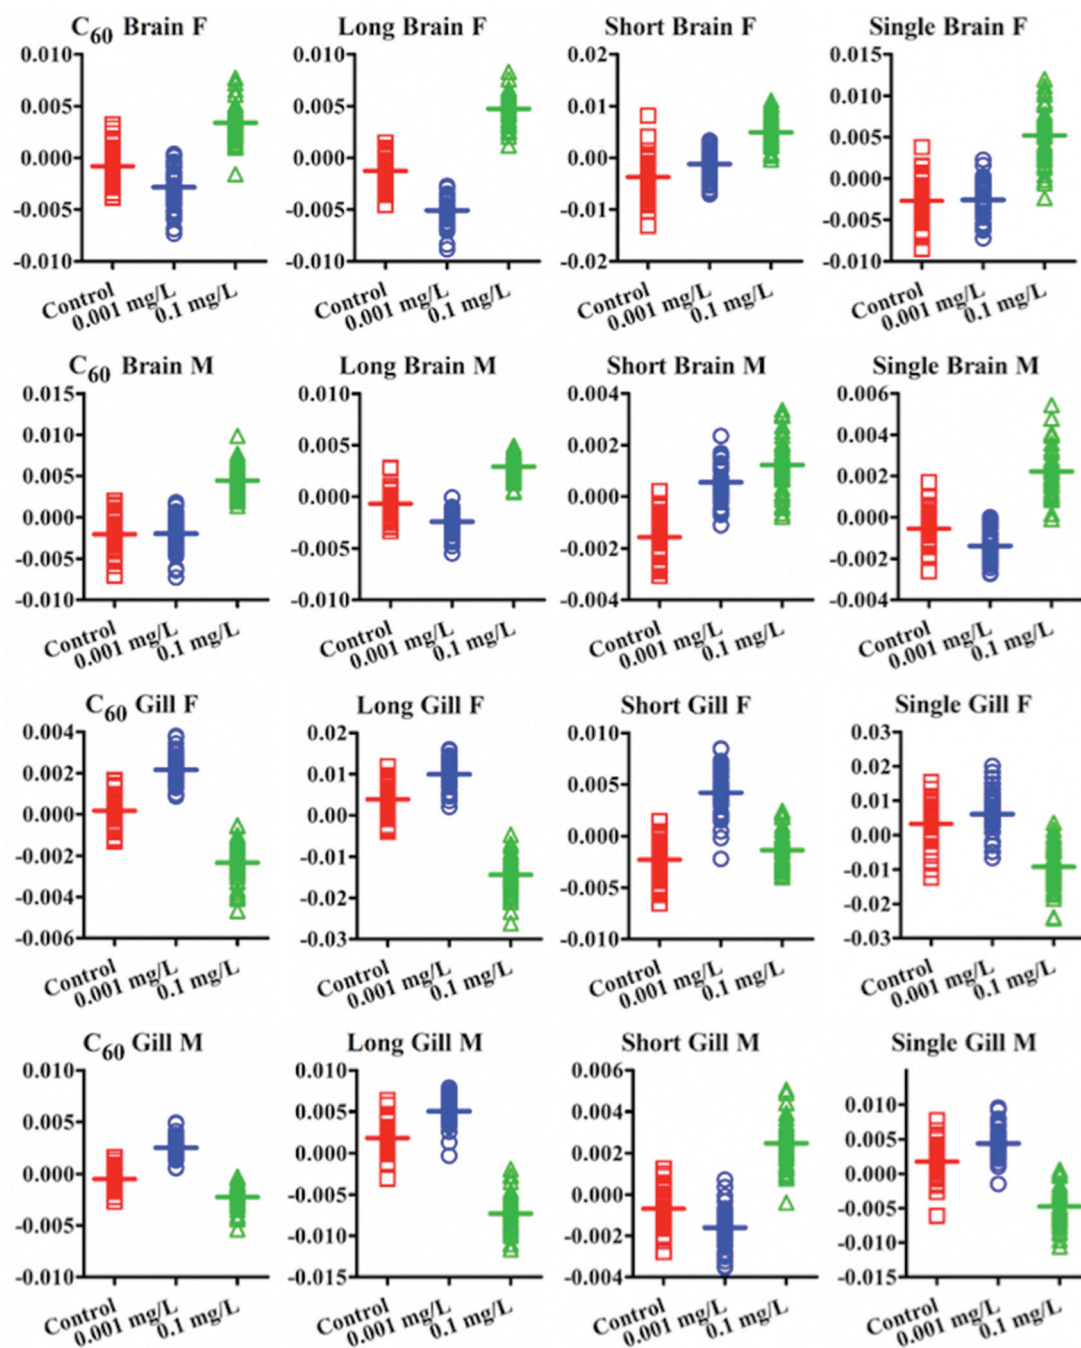 C60 Brain F Long Brain F Short Brain F Single Brain F
0.010 0.010 0.02 0.015
0.005 0.005 0.01 0.010
0.000 0.000 0.00 0.005
-0.005 -0.005 -0.01 0.000
-0.010 -0.010 -0.02 -0.005
-0.010
Control 0.001 mg/L 0.1 mg/L Control 0.001 mg/L 0.1 mg/L Control 0.001 mg/L 0.1 mg/L Control 0.001 mg/L 0.1 mg/L
C60 Brain M Long Brain M Short Brain M Single Brain M
0.015 0.010 0.004 0.006
0.010 0.005 0.002 0.004
0.005 0.000 0.000 0.002
0.000 -0.005 -0.002 0.000
-0.005 -0.010 -0.004 -0.002
-0.010 -0.004
Control 0.001 mg/L 0.1 mg/L Control 0.001 mg/L 0.1 mg/L Control 0.001 mg/L 0.1 mg/L Control 0.001 mg/L 0.1 mg/L
C60 Gill F Long Gill F Short Gill F Single Gill F
0.004 0.02 0.010 0.03
0.002 0.01 0.005 0.02
0.000 0.00 0.000 0.01
-0.002 -0.01 -0.005 0.00
-0.004 -0.02 -0.010 -0.01
-0.006 -0.03 -0.02
-0.03
Control 0.001 mg/L 0.1 mg/L Control 0.001 mg/L 0.1 mg/L Control 0.001 mg/L 0.1 mg/L Control 0.001 mg/L 0.1 mg/L
C60 Gill M Long Gill M Short Gill M Single Gill M
0.010 0.010 0.006 0.010
0.005 0.005 0.004 0.005
0.000 0.000 0.002 0.000
-0.005 -0.005 0.000 -0.005
-0.010 -0.010 -0.002 -0.010
-0.015 -0.004 -0.015
Control 0.001 mg/L 0.1 mg/L Control 0.001 mg/L 0.1 mg/L Control 0.001 mg/L 0.1 mg/L Control 0.001 mg/L 0.1 mg/L